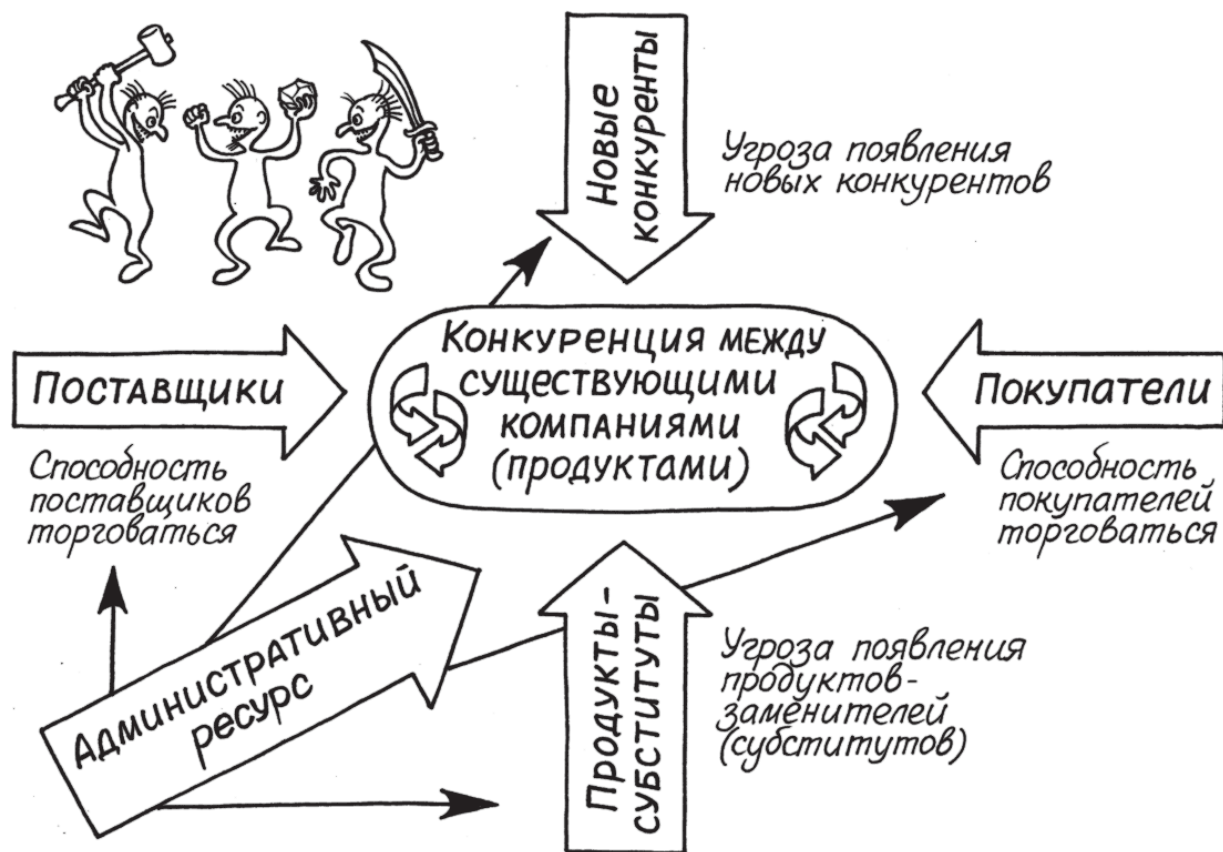 Новые
конкуренты
Угроза появления
новых конкурентов
Поставщики
Способность
поставщиков
торговаться
Конкуренция между
существующими
компаниями
(продуктами)
Покупатели
Способность
покупателей
торговаться
Административный
ресурс
Продукты-
субституты
Угроза появления
продуктов-
заменителей
(субститутов)